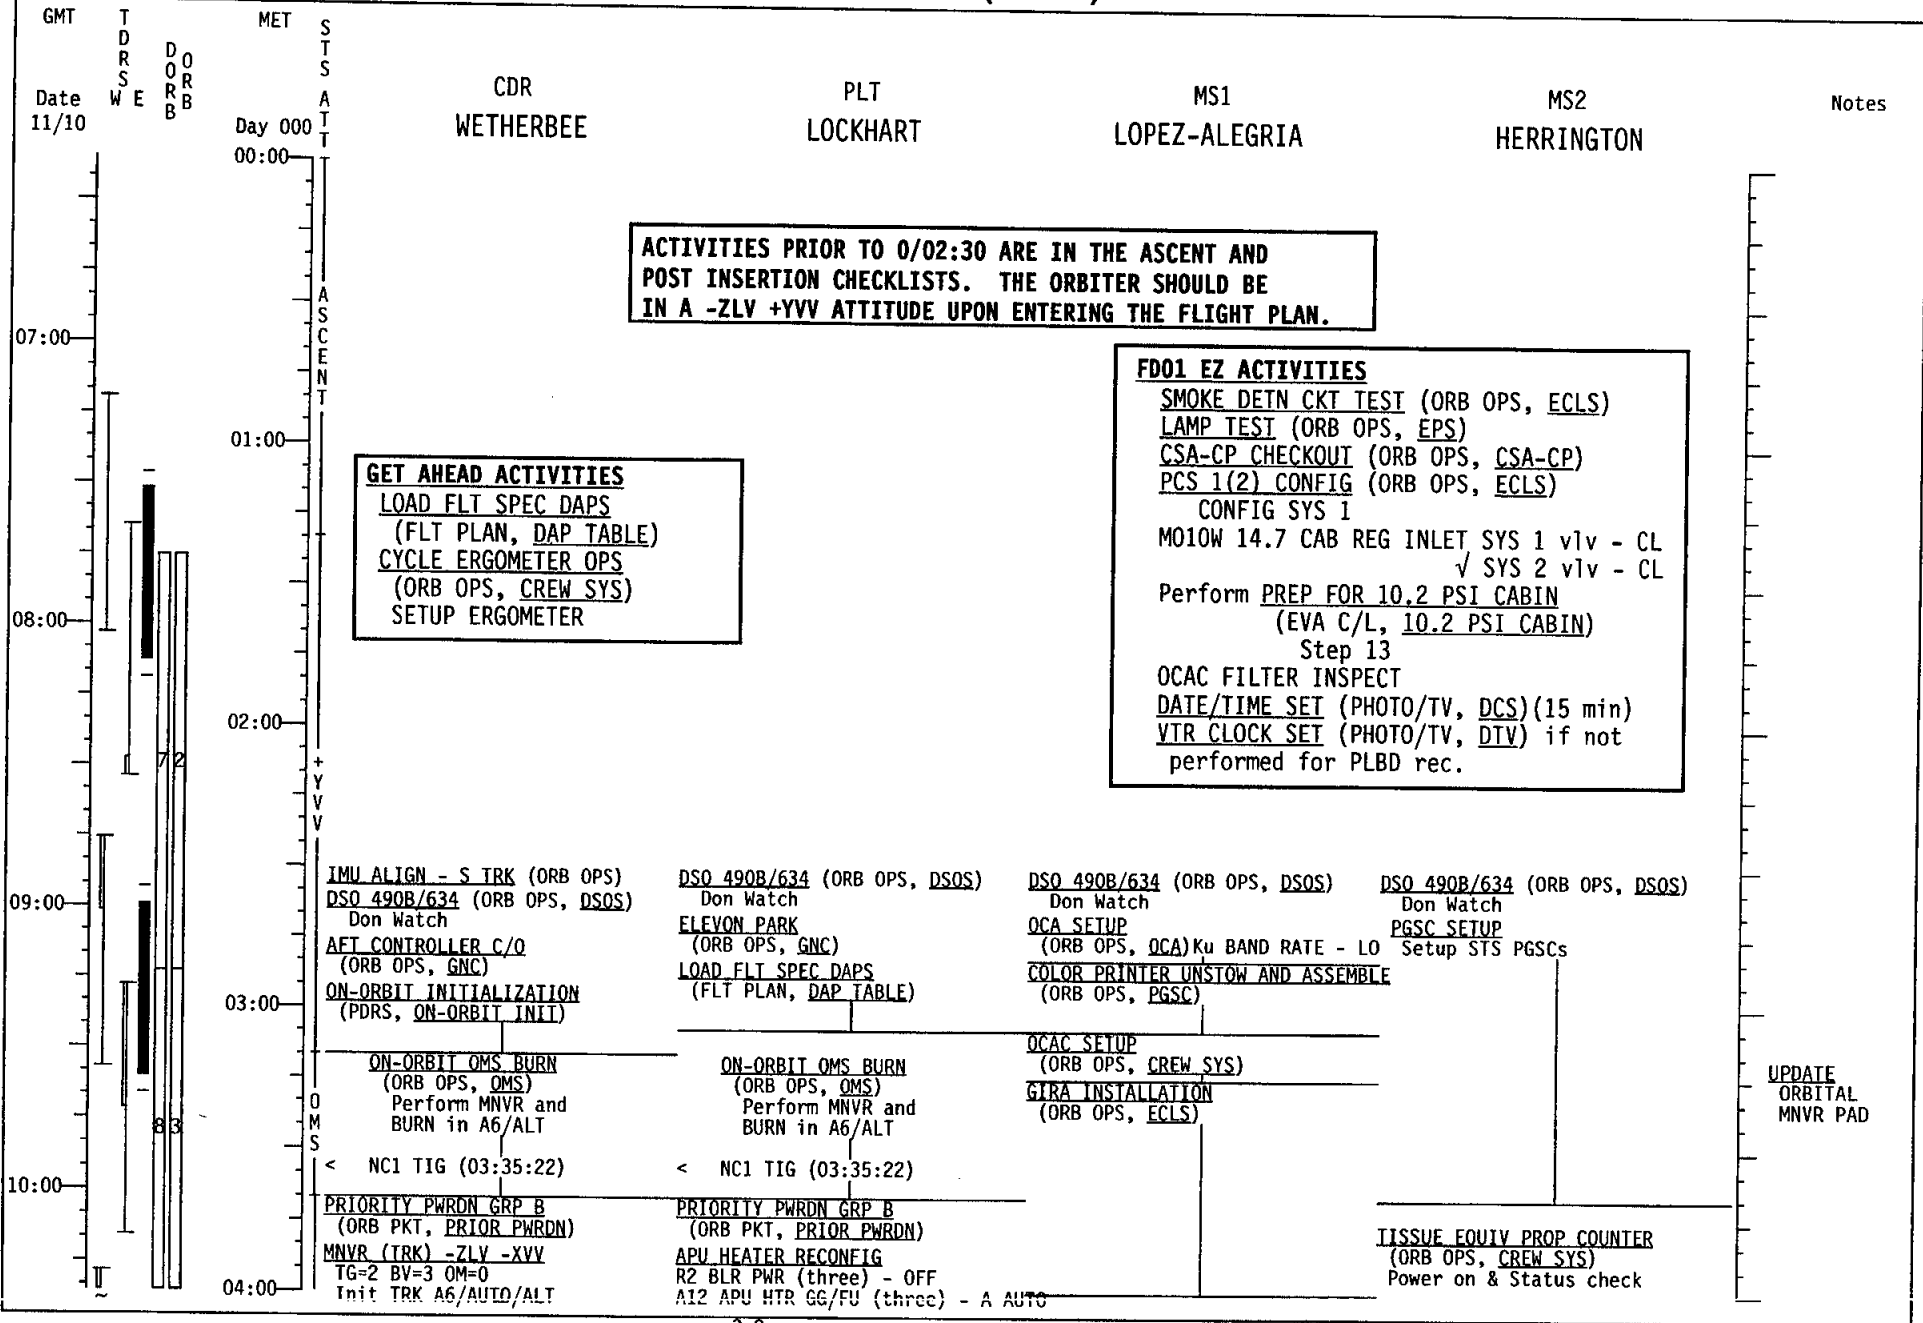 GMT
TDRS
W E
DORB
ORB
MET
STS ATT
Date
11/10
Day 000
CDR
WETHERBEE
PLT
LOCKHART
MS1
LOPEZ-ALEGRIA
MS2
HERRINGTON
Notes
00:00
01:00
02:00
03:00
04:00
07:00
08:00
09:00
10:00
7 2
8 3
ASCENT
+YVV
OMS
ACTIVITIES PRIOR TO 0/02:30 ARE IN THE ASCENT AND
POST INSERTION CHECKLISTS. THE ORBITER SHOULD BE
IN A -ZLV +YVV ATTITUDE UPON ENTERING THE FLIGHT PLAN.
FD01 EZ ACTIVITIES
SMOKE DETN CKT TEST (ORB OPS, ECLS)
LAMP TEST (ORB OPS, EPS)
CSA-CP CHECKOUT (ORB OPS, CSA-CP)
PCS 1(2) CONFIG (ORB OPS, ECLS)
CONFIG SYS 1
MO10W 14.7 CAB REG INLET SYS 1 vlv - CL
√ SYS 2 vlv - CL
Perform PREP FOR 10.2 PSI CABIN
(EVA C/L, 10.2 PSI CABIN)
Step 13
OCAC FILTER INSPECT
DATE/TIME SET (PHOTO/TV, DCS)(15 min)
VTR CLOCK SET (PHOTO/TV, DTV) if not
performed for PLBD rec.
GET AHEAD ACTIVITIES
LOAD FLT SPEC DAPS
(FLT PLAN, DAP TABLE)
CYCLE ERGOMETER OPS
(ORB OPS, CREW SYS)
SETUP ERGOMETER
IMU ALIGN - S TRK (ORB OPS)
DSO 490B/634 (ORB OPS, DSOS)
Don Watch
AFT CONTROLLER C/O
(ORB OPS, GNC)
ON-ORBIT INITIALIZATION
(PDRS, ON-ORBIT INIT)
ON-ORBIT OMS BURN
(ORB OPS, OMS)
Perform MNVR and
BURN in A6/ALT
< NC1 TIG (03:35:22)
PRIORITY PWRDN GRP B
(ORB PKT, PRIOR PWRDN)
MNVR (TRK) -ZLV -XVV
TG=2 BV=3 OM=0
Init TRK A6/AUTO/ALT
DSO 490B/634 (ORB OPS, DSOS)
Don Watch
ELEVON PARK
(ORB OPS, GNC)
LOAD FLT SPEC DAPS
(FLT PLAN, DAP TABLE)
ON-ORBIT OMS BURN
(ORB OPS, OMS)
Perform MNVR and
BURN in A6/ALT
< NC1 TIG (03:35:22)
PRIORITY PWRDN GRP B
(ORB PKT, PRIOR PWRDN)
APU HEATER RECONFIG
R2 BLR PWR (three) - OFF
A12 APU HTR GG/FU (three) - A AUTO
DSO 490B/634 (ORB OPS, DSOS)
Don Watch
OCA SETUP
(ORB OPS, OCA)Ku BAND RATE - LO
COLOR PRINTER UNSTOW AND ASSEMBLE
(ORB OPS, PGSC)
OCAC SETUP
(ORB OPS, CREW SYS)
GIRA INSTALLATION
(ORB OPS, ECLS)
DSO 490B/634 (ORB OPS, DSOS)
Don Watch
PGSC SETUP
Setup STS PGSCs
TISSUE EQUIV PROP COUNTER
(ORB OPS, CREW SYS)
Power on & Status check
UPDATE
ORBITAL
MNVR PAD